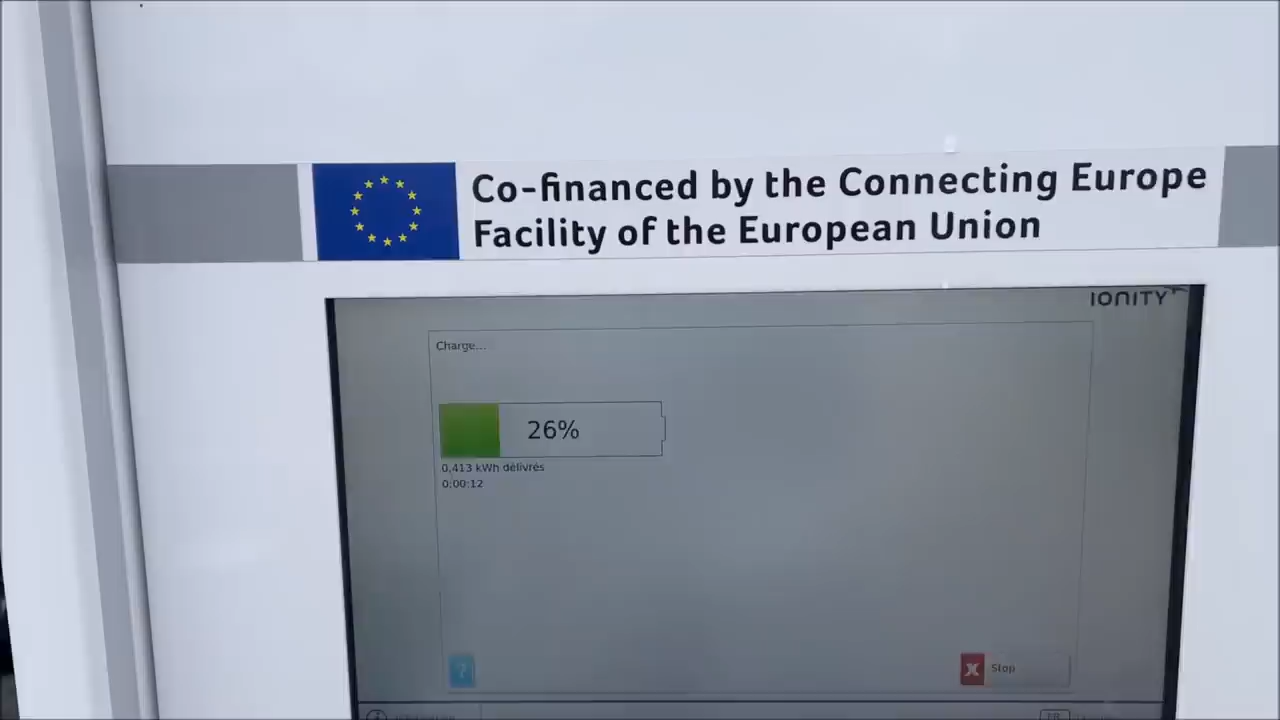 Co-financed by the Connecting Europe
Facility of the European Union
IONITY
Charge...
26%
0,413 kWh délivrés
0:00:12
?
X Stop
i
FR